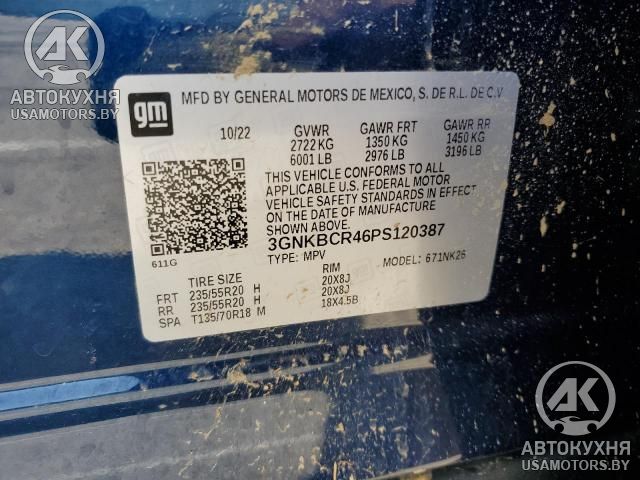 AK
АВТОКУХНЯ
USAMOTORS.BY
gm
MFD BY GENERAL MOTORS DE MEXICO, S. DE R.L. DE C.V
10/22 GVWR GAWR FRT GAWR RR
2722 KG 1350 KG 1450 KG
6001 LB 2976 LB 3196 LB
THIS VEHICLE CONFORMS TO ALL
APPLICABLE U.S. FEDERAL MOTOR
VEHICLE SAFETY STANDARDS IN EFFECT
ON THE DATE OF MANUFACTURE
SHOWN ABOVE.
3GNKBCR46PS120387
611G
TYPE: MPV MODEL: 671NK26
TIRE SIZE RIM
FRT 235/55R20 H 20X8J
RR 235/55R20 H 20X8J
SPA T135/70R18 M 18X4.5B
AK
АВТОКУХНЯ
USAMOTORS.BY